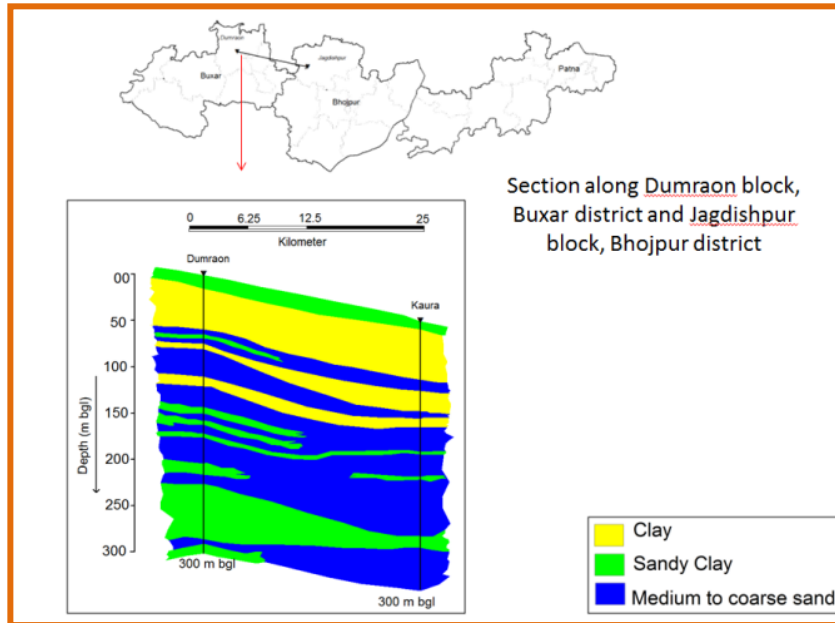 Dumraon
Jagdishpur
Buxar
Patna
Bhojpur
Section along Dumraon block,
Buxar district and Jagdishpur
block, Bhojpur district
0 6.25 12.5 25
Kilometer
Dumraon
Kaura
00
50
100
150
200
250
300
Depth (m bgl)
300 m bgl
300 m bgl
Clay
Sandy Clay
Medium to coarse sand